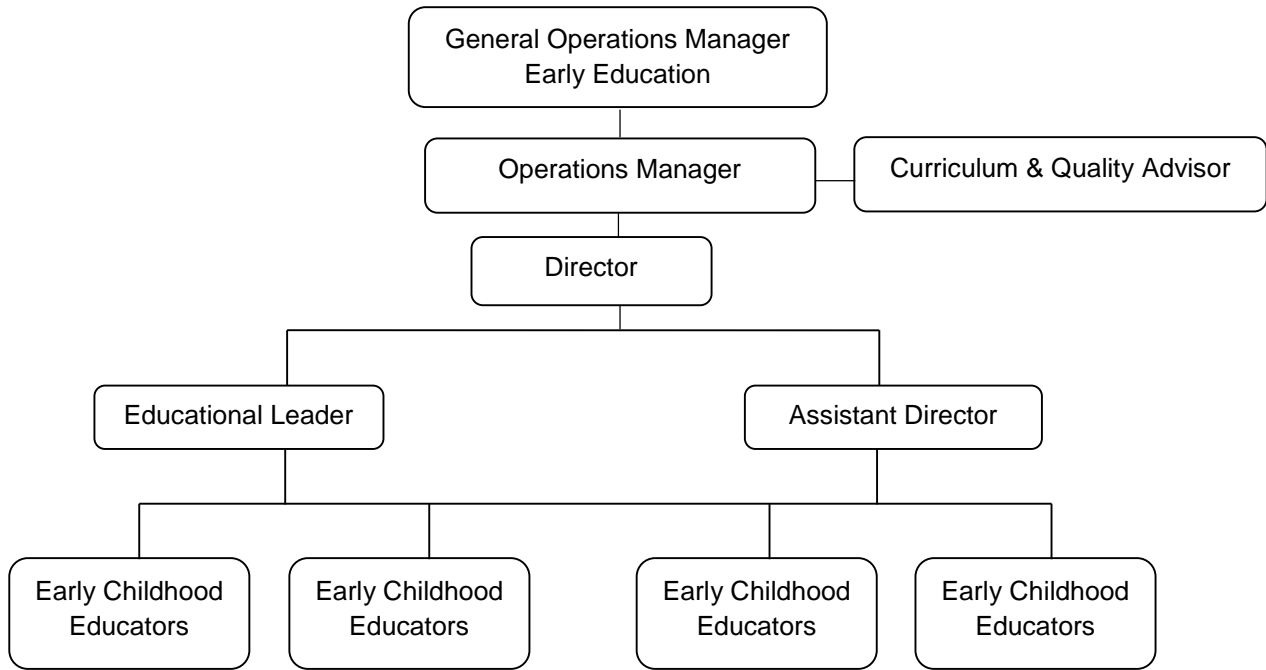 General Operations Manager
Early Education
Operations Manager
Curriculum & Quality Advisor
Director
Educational Leader
Assistant Director
Early Childhood
Educators
Early Childhood
Educators
Early Childhood
Educators
Early Childhood
Educators